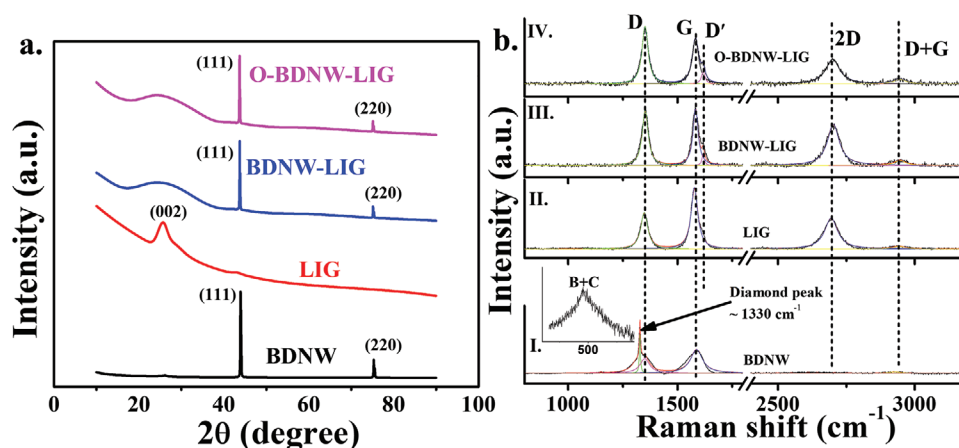 a.
Intensity (a.u.)
(111)
O-BDNW-LIG
(220)
(111)
BDNW-LIG
(220)
(002)
LIG
(111)
BDNW
(220)
0 20 40 60 80 100
2θ (degree)
b.
Intensity (a.u.)
D G D′ 2D D+G
IV.
O-BDNW-LIG
III.
BDNW-LIG
II.
LIG
B+C
500
Diamond peak
~ 1330 cm⁻¹
I.
BDNW
1000 1500 2500 3000
Raman shift (cm⁻¹)